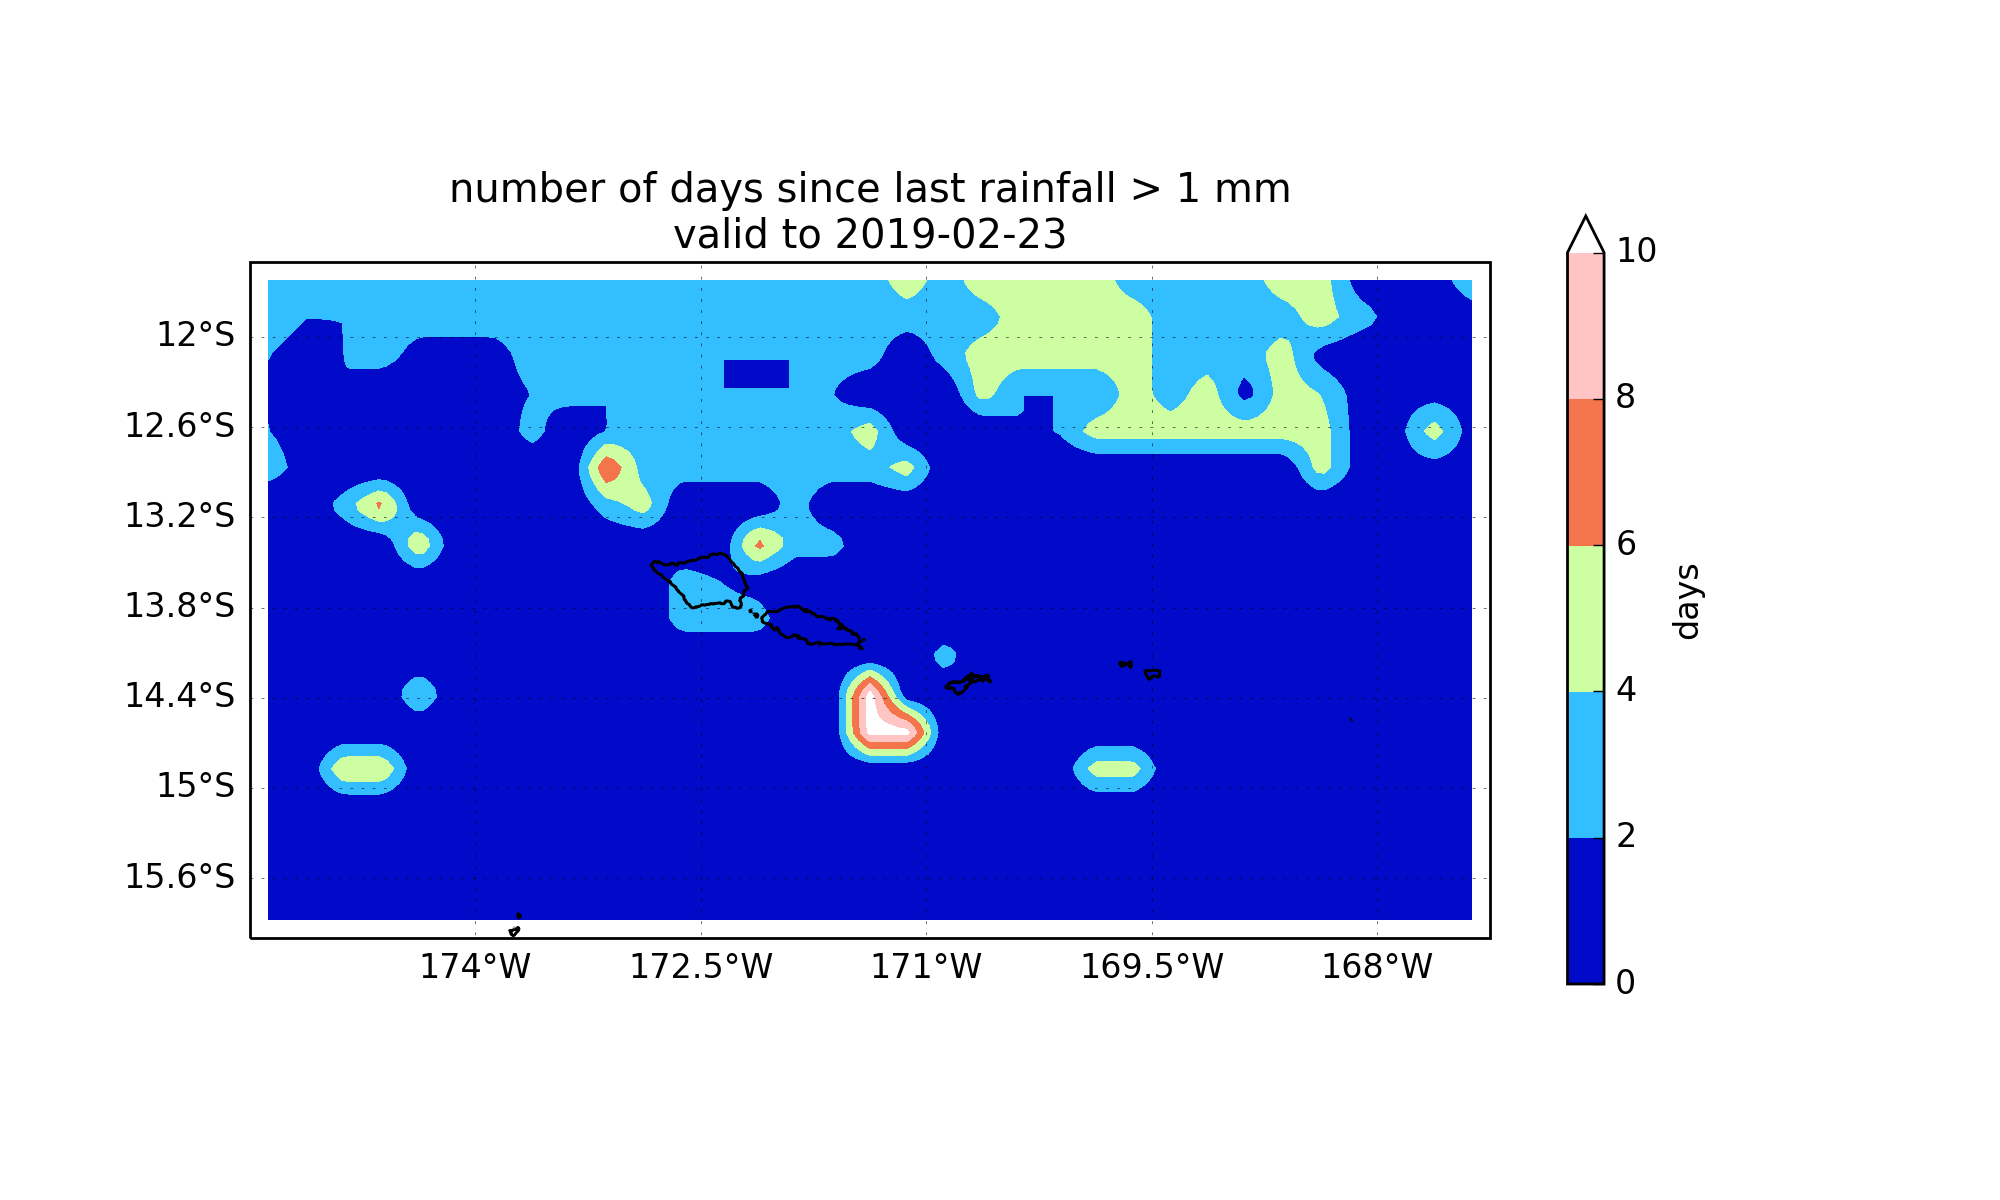 number of days since last rainfall > 1 mm
valid to 2019-02-23
12°S
12.6°S
13.2°S
13.8°S
14.4°S
15°S
15.6°S
174°W
172.5°W
171°W
169.5°W
168°W
10
8
6
4
2
0
days